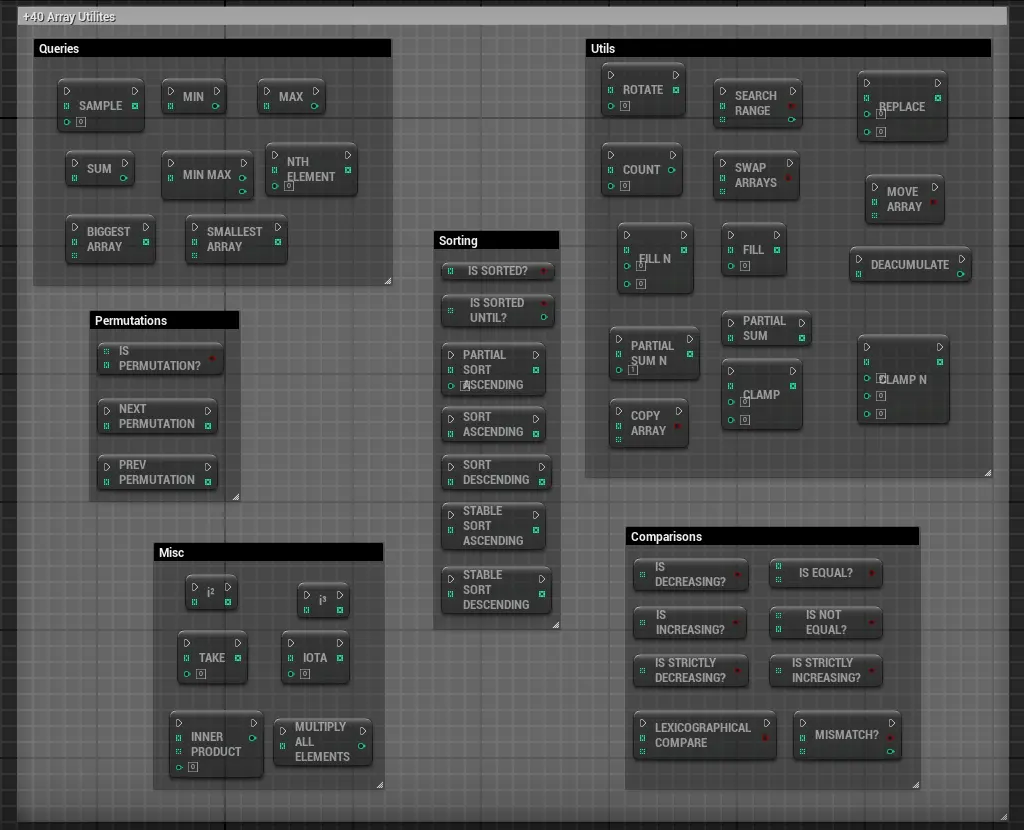 +40 Array Utilites
Queries
SAMPLE
0
MIN
MAX
SUM
MIN MAX
NTH
ELEMENT
0
BIGGEST
ARRAY
SMALLEST
ARRAY
Permutations
IS
PERMUTATION?
NEXT
PERMUTATION
PREV
PERMUTATION
Misc
i²
i³
TAKE
0
IOTA
0
INNER
PRODUCT
0
MULTIPLY
ALL
ELEMENTS
Sorting
IS SORTED?
IS SORTED
UNTIL?
PARTIAL
SORT
ASCENDING
SORT
ASCENDING
SORT
DESCENDING
STABLE
SORT
ASCENDING
STABLE
SORT
DESCENDING
Utils
ROTATE
0
SEARCH
RANGE
REPLACE
0
0
COUNT
0
SWAP
ARRAYS
MOVE
ARRAY
FILL N
0
0
FILL
0
DEACUMULATE
PARTIAL
SUM N
1
PARTIAL
SUM
CLAMP
0
0
CLAMP N
0
0
0
COPY
ARRAY
Comparisons
IS
DECREASING?
IS EQUAL?
IS
INCREASING?
IS NOT
EQUAL?
IS STRICTLY
DECREASING?
IS STRICTLY
INCREASING?
LEXICOGRAPHICAL
COMPARE
MISMATCH?